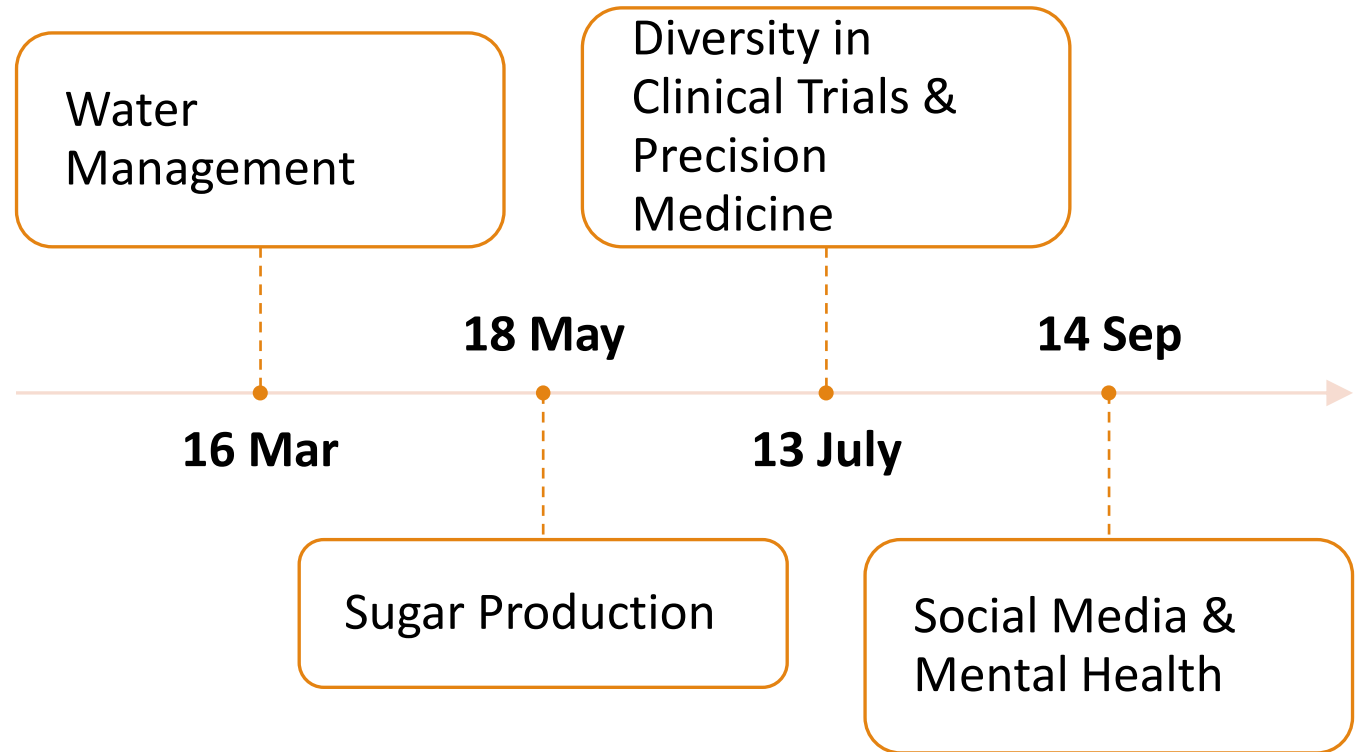 Water
Management
16 Mar
18 May
Sugar Production
Diversity in
Clinical Trials &
Precision
Medicine
13 July
14 Sep
Social Media &
Mental Health